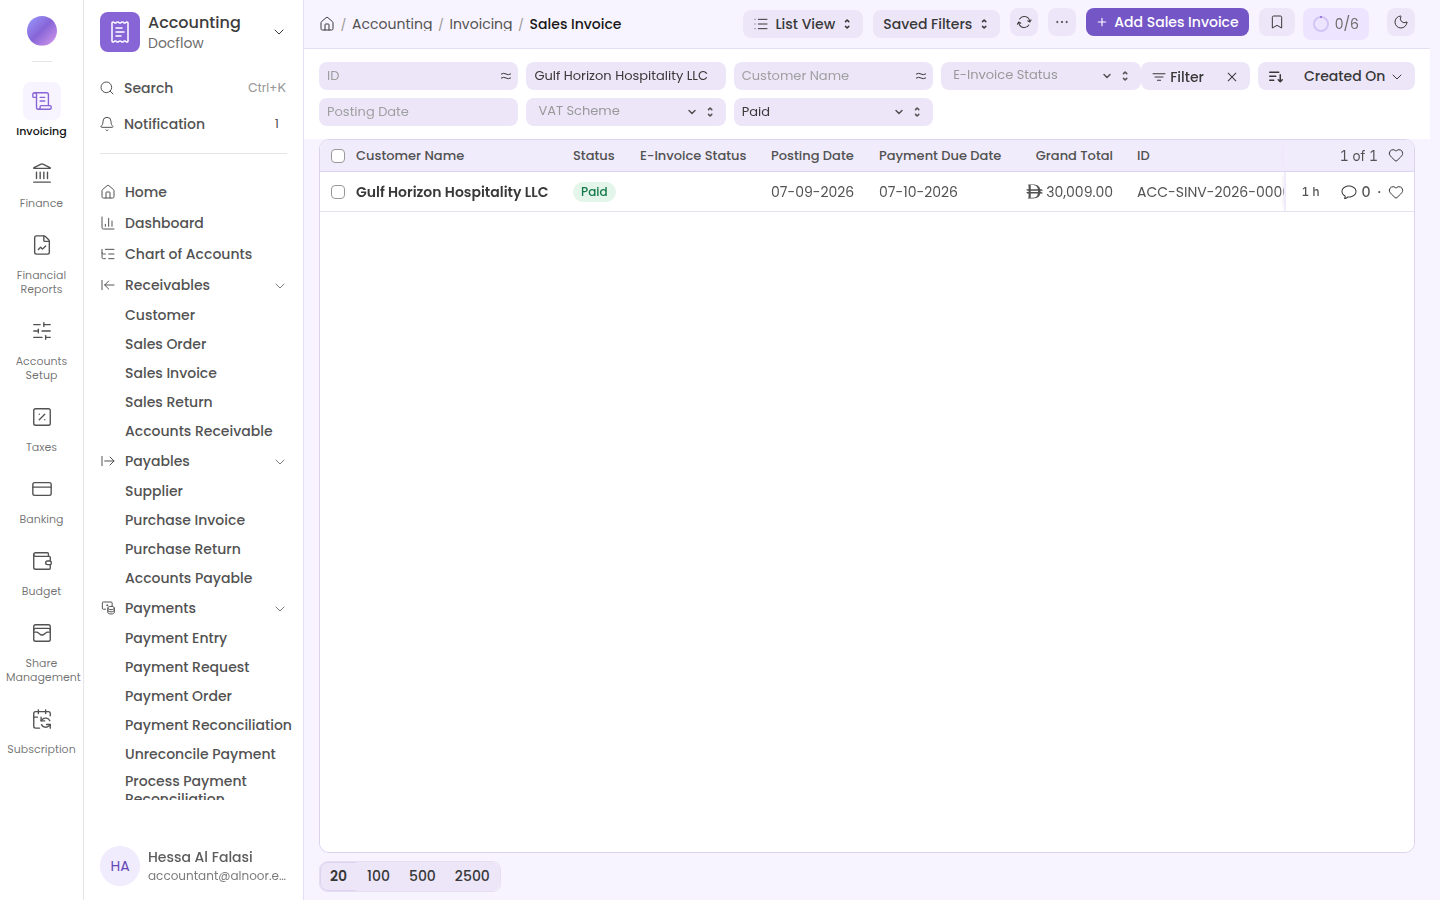 Invoicing
Finance
Financial
Reports
Accounts
Setup
Taxes
Banking
Budget
Share
Management
Subscription
Accounting
Docflow
Search Ctrl+K
Notification 1
Home
Dashboard
Chart of Accounts
Receivables
Customer
Sales Order
Sales Invoice
Sales Return
Accounts Receivable
Payables
Supplier
Purchase Invoice
Purchase Return
Accounts Payable
Payments
Payment Entry
Payment Request
Payment Order
Payment Reconciliation
Unreconcile Payment
Process Payment
Reconciliation
HA
Hessa Al Falasi
accountant@alnoor.e...
/ Accounting / Invoicing / Sales Invoice
List View
Saved Filters
...
+ Add Sales Invoice
0/6
ID ≈
Gulf Horizon Hospitality LLC
Customer Name ≈
E-Invoice Status
Filter
Created On
Posting Date
VAT Scheme
Paid
Customer Name Status E-Invoice Status Posting Date Payment Due Date Grand Total ID 1 of 1
Gulf Horizon Hospitality LLC Paid 07-09-2026 07-10-2026 30,009.00 ACC-SINV-2026-000 1 h 0 ·
20 100 500 2500